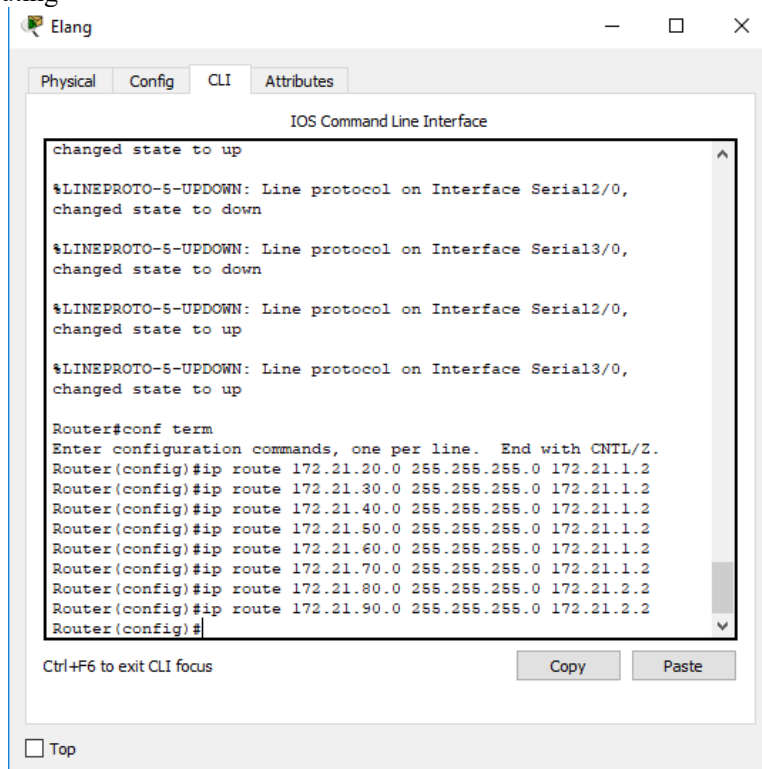 Elang
Physical Config CLI Attributes
IOS Command Line Interface
changed state to up
%LINEPROTO-5-UPDOWN: Line protocol on Interface Serial2/0,
changed state to down
%LINEPROTO-5-UPDOWN: Line protocol on Interface Serial3/0,
changed state to down
%LINEPROTO-5-UPDOWN: Line protocol on Interface Serial2/0,
changed state to up
%LINEPROTO-5-UPDOWN: Line protocol on Interface Serial3/0,
changed state to up
Router#conf term
Enter configuration commands, one per line.  End with CNTL/Z.
Router(config)#ip route 172.21.20.0 255.255.255.0 172.21.1.2
Router(config)#ip route 172.21.30.0 255.255.255.0 172.21.1.2
Router(config)#ip route 172.21.40.0 255.255.255.0 172.21.1.2
Router(config)#ip route 172.21.50.0 255.255.255.0 172.21.1.2
Router(config)#ip route 172.21.60.0 255.255.255.0 172.21.1.2
Router(config)#ip route 172.21.70.0 255.255.255.0 172.21.1.2
Router(config)#ip route 172.21.80.0 255.255.255.0 172.21.2.2
Router(config)#ip route 172.21.90.0 255.255.255.0 172.21.2.2
Router(config)#
Ctrl+F6 to exit CLI focus
Copy Paste
Top